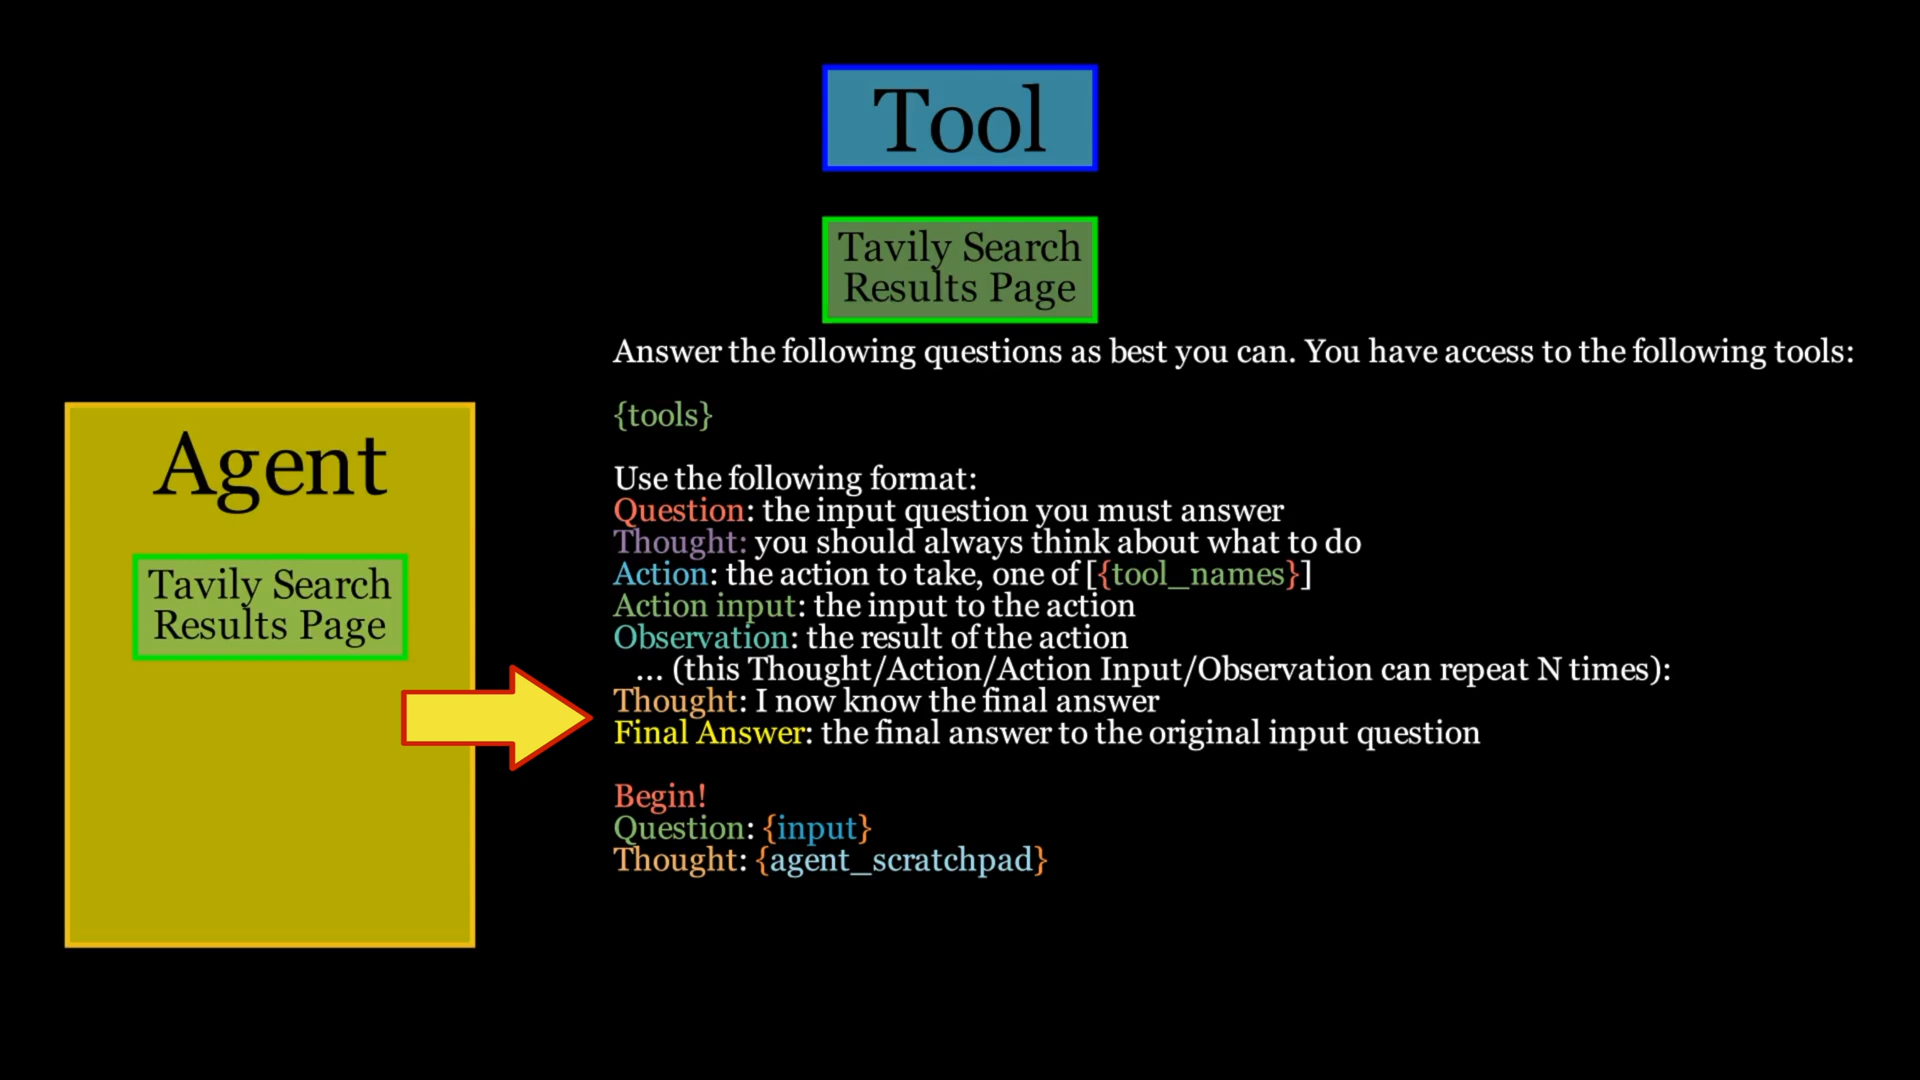 Tool
Tavily Search
Results Page
Answer the following questions as best you can. You have access to the following tools:
{tools}
Agent
Tavily Search
Results Page
Use the following format:
Question: the input question you must answer
Thought: you should always think about what to do
Action: the action to take, one of [{tool_names}]
Action input: the input to the action
Observation: the result of the action
... (this Thought/Action/Action Input/Observation can repeat N times):
Thought: I now know the final answer
Final Answer: the final answer to the original input question
Begin!
Question: {input}
Thought: {agent_scratchpad}